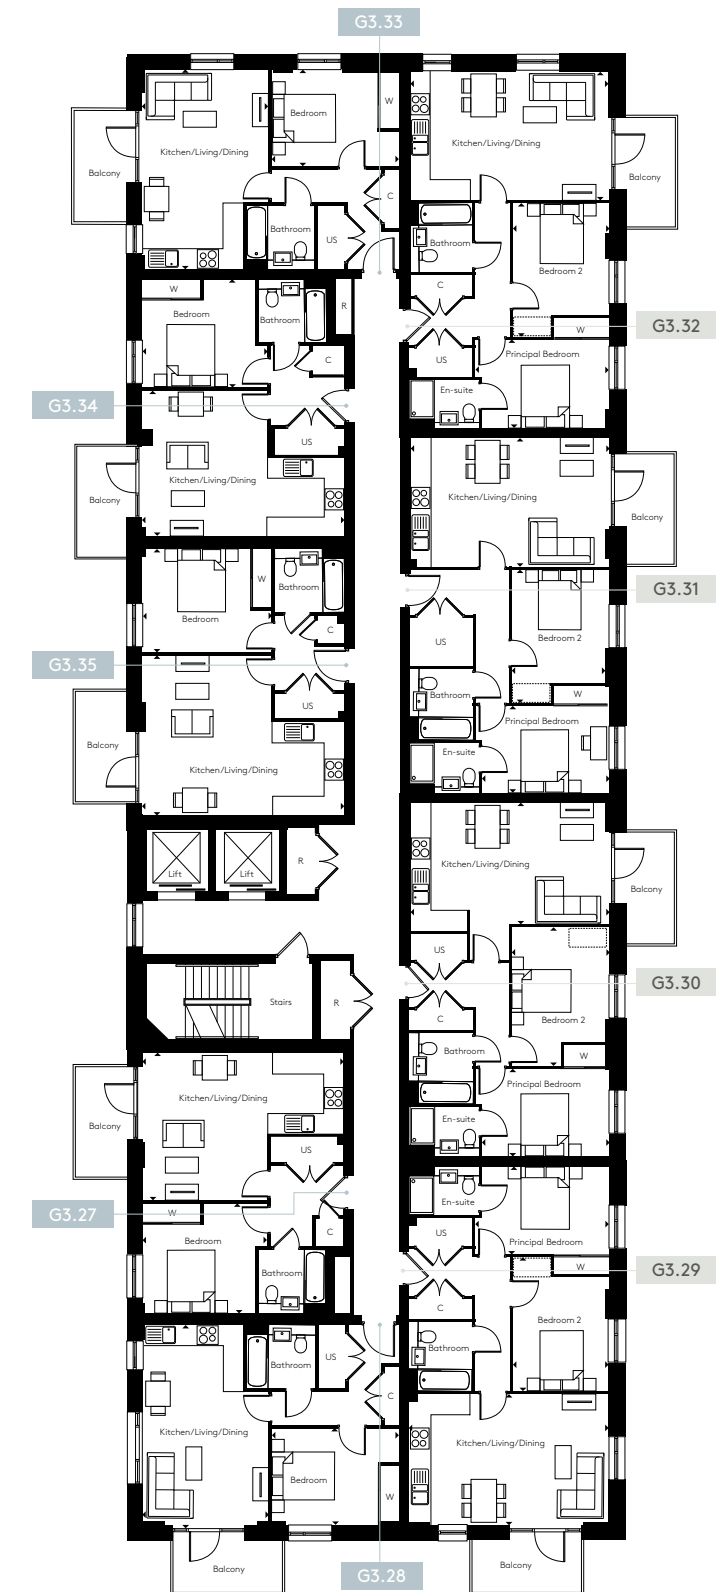 G3.33
Kitchen/Living/Dining
Balcony
Bedroom
W
C
Bathroom
US
Kitchen/Living/Dining
Balcony
Bathroom
Bedroom 2
C
W
US
Principal Bedroom
En-suite
G3.32
W
Bedroom
Bathroom
R
C
G3.34
US
Kitchen/Living/Dining
Balcony
Kitchen/Living/Dining
Balcony
G3.31
US
Bedroom 2
Bathroom
W
Principal Bedroom
En-suite
Bedroom
W
Bathroom
C
G3.35
US
Balcony
Kitchen/Living/Dining
Lift
Lift
R
Stairs
R
Kitchen/Living/Dining
Balcony
US
G3.30
C
Bedroom 2
Bathroom
W
Principal Bedroom
En-suite
Kitchen/Living/Dining
Balcony
US
G3.27
W
Bedroom
C
Bathroom
En-suite
US
Principal Bedroom
W
G3.29
C
Bedroom 2
Bathroom
Kitchen/Living/Dining
Balcony
Bathroom
US
C
Kitchen/Living/Dining
Bedroom
W
Balcony
G3.28